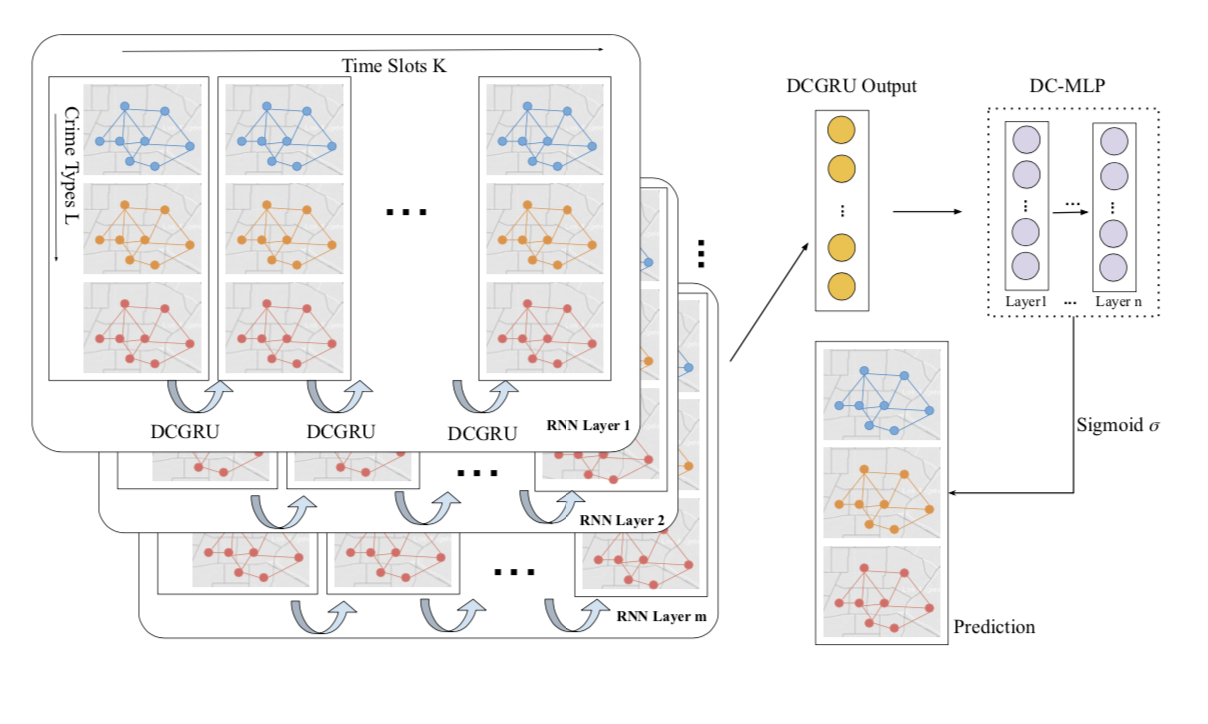 Time Slots K
Crime Types L
DCGRU
DCGRU
DCGRU
RNN Layer 1
RNN Layer 2
RNN Layer m
DCGRU Output
DC-MLP
Layer1
...
Layer n
Sigmoid σ
Prediction